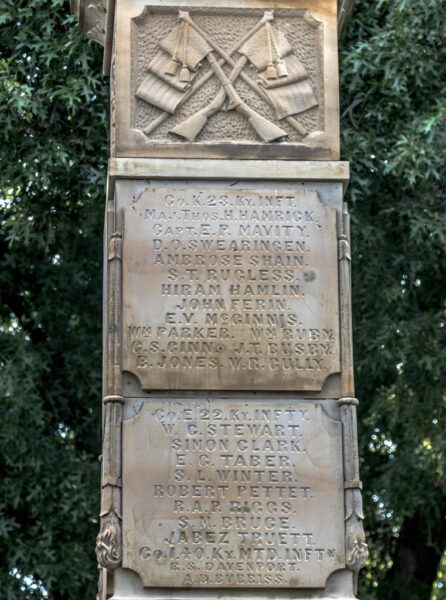 Co. K. 23. Ky. INFT.
MAJ. THOS. H. HAMRICK.
CAPT. E. P. MAVITY.
D. O. SWEARINGEN.
AMBROSE SHAIN.
S. T. RUGLESS.
HIRAM HAMLIN.
JOHN FERIN.
E. V. McGINNIS.
WM PARKER. WM RUBY.
G. S. GINN. J. T. BUSBY.
B. JONES. W. R. GULLY.
Co. E. 22. Ky. INFTY.
W. C. STEWART.
SIMON CLARK.
E. G. TABER.
S. L. WINTER.
ROBERT PETTET.
R. A. P. RIGGS.
S. M. BRUCE.
JABEZ TRUETT.
Co. I. 40. Ky. MTD. INFTY.
R. S. DAVENPORT.
A. B. BURRISS.